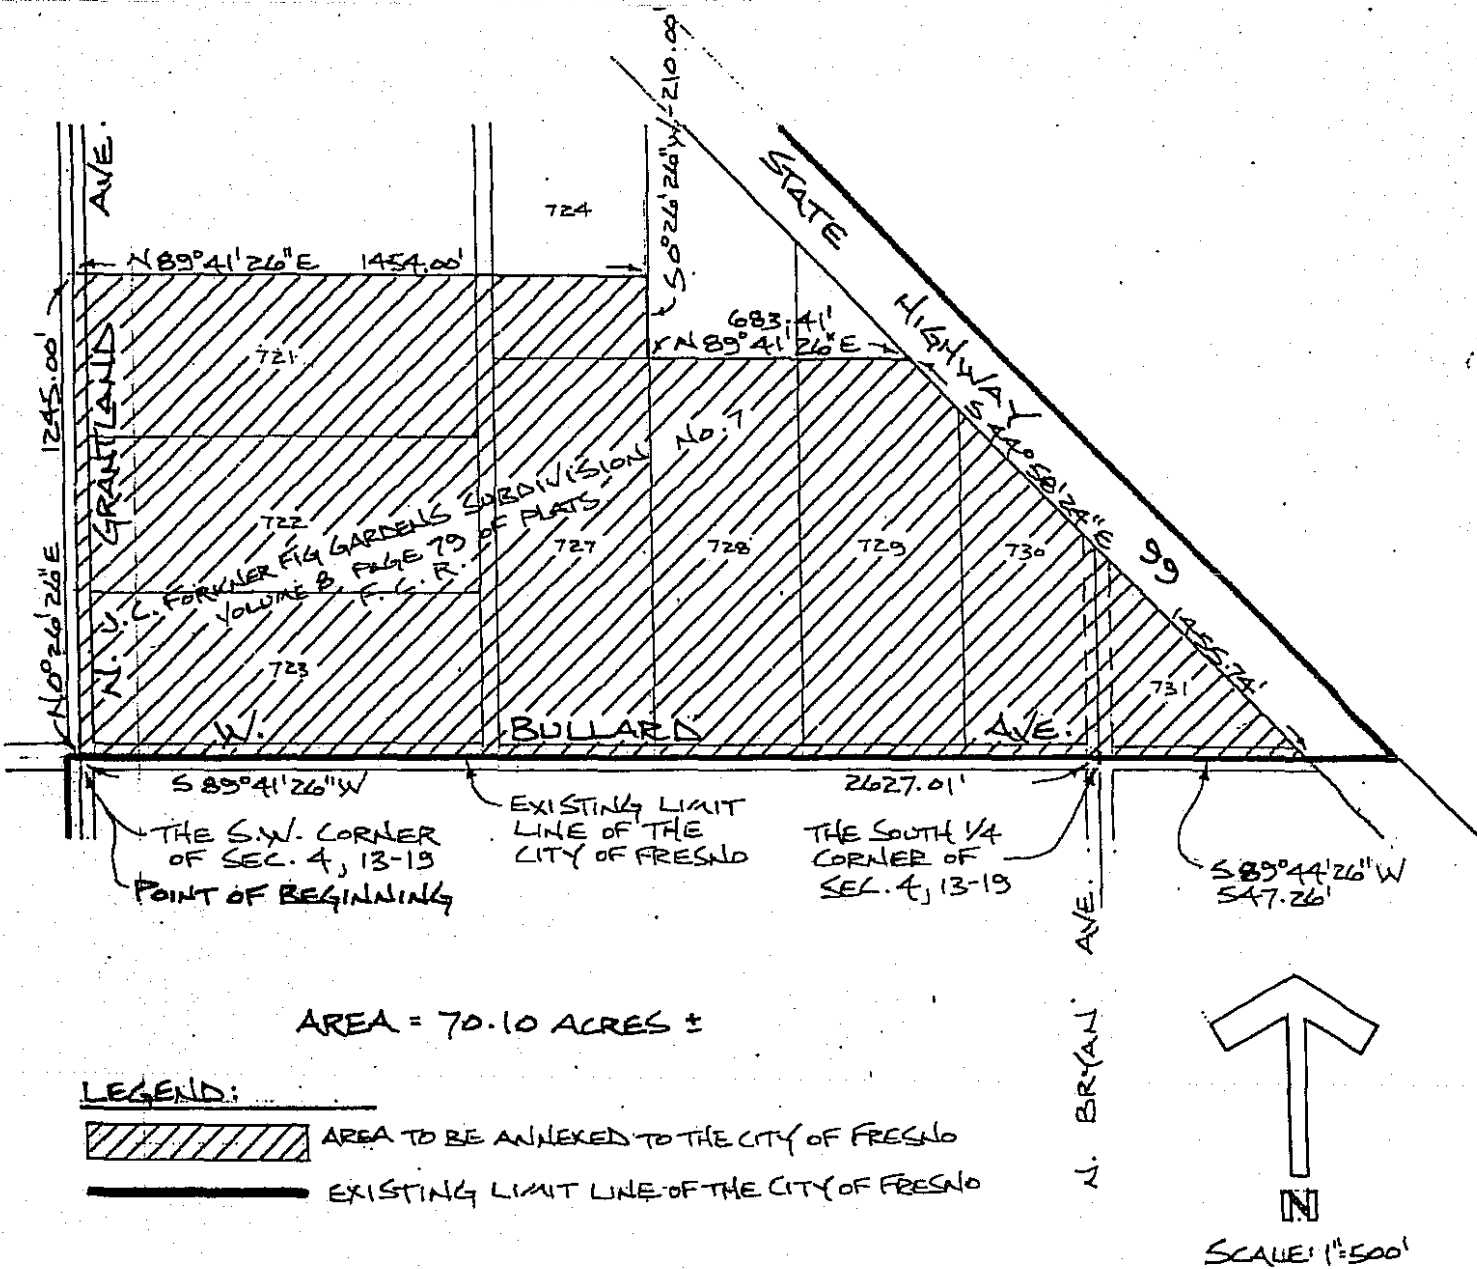 S0°26'26"W-210.00'
AVE.
724
STATE
N89°41'26"E 1454.00'
HIGHWAY
683.41'
N89°41'26"E
1245.00'
721
GRANTLAND
No. 7
S44°58'24"E
J.C. FORKNER FIG GARDENS SUBDIVISION
VOLUME 8, PAGE 79 OF PLATS,
F. C. R.
722
727
728
729
730
99
N0°26'26"E
1455.74'
N.
723
731
W. BULLARD AVE.
S89°41'26"W
2627.01'
EXISTING LIMIT
LINE OF THE
CITY OF FRESNO
THE S.W. CORNER
OF SEC. 4, 13-19
POINT OF BEGINNING
THE SOUTH 1/4
CORNER OF
SEC. 4, 13-19
S89°44'26"W
547.26'
N. BRYAN AVE.
AREA = 70.10 ACRES ±
LEGEND:
AREA TO BE ANNEXED TO THE CITY OF FRESNO
EXISTING LIMIT LINE OF THE CITY OF FRESNO
N
SCALE: 1"=500'